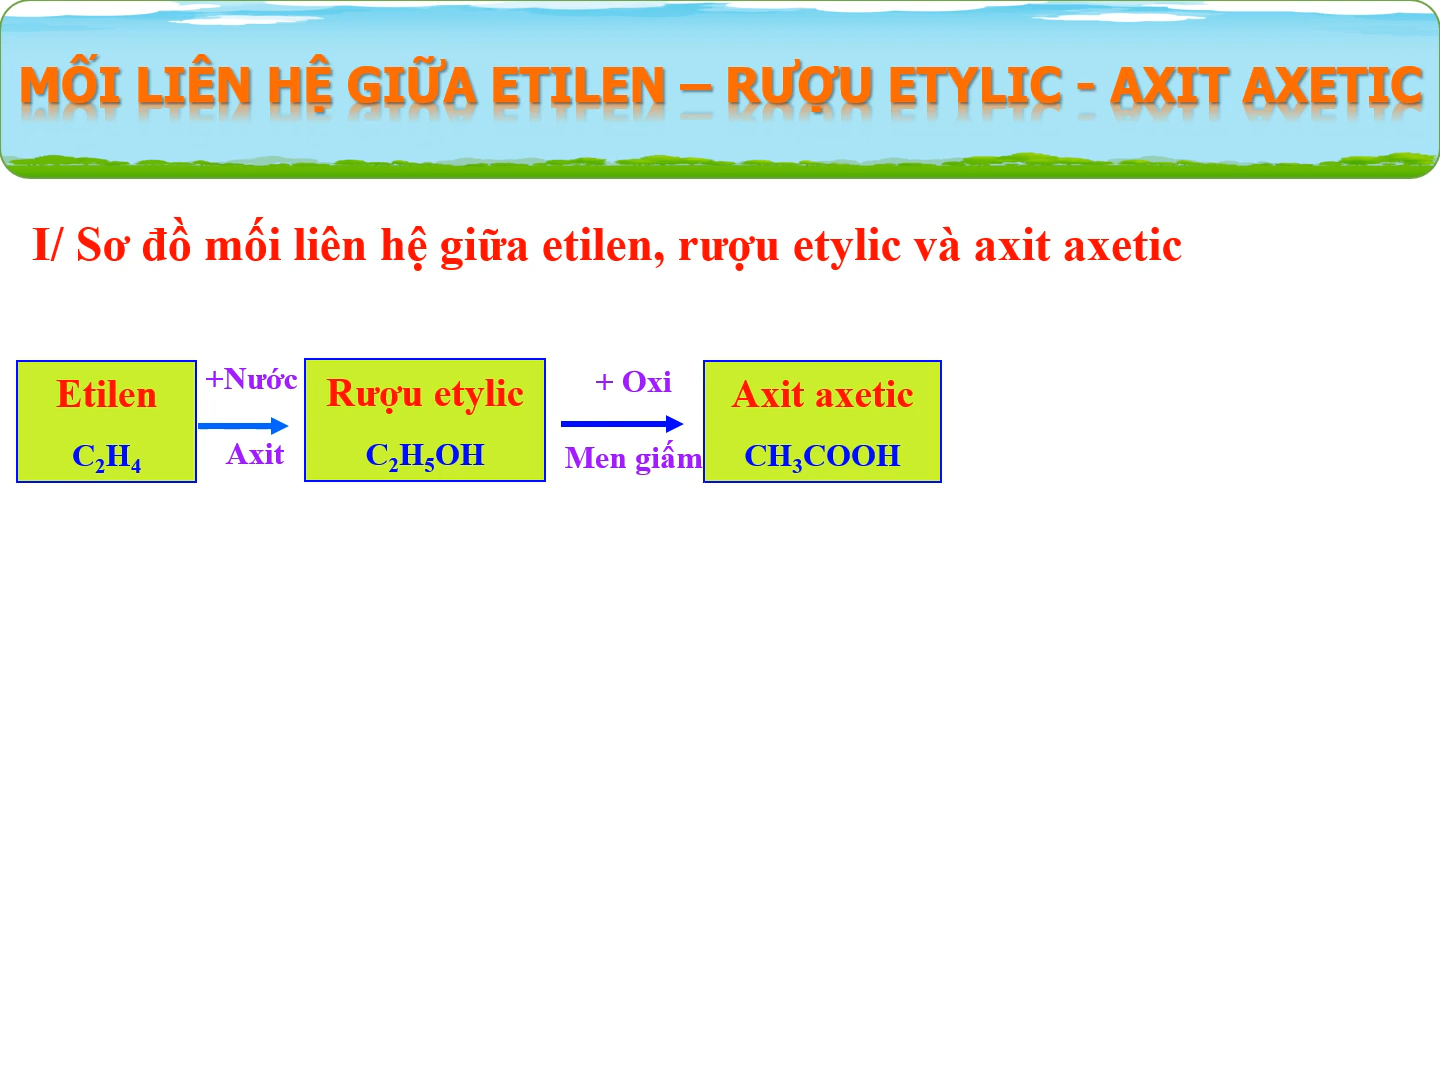 MỐI LIÊN HỆ GIỮA ETILEN – RƯỢU ETYLIC - AXIT AXETIC
I/ Sơ đồ mối liên hệ giữa etilen, rượu etylic và axit axetic
Etilen
C₂H₄
+Nước
Axit
Rượu etylic
C₂H₅OH
+ Oxi
Men giấm
Axit axetic
CH₃COOH